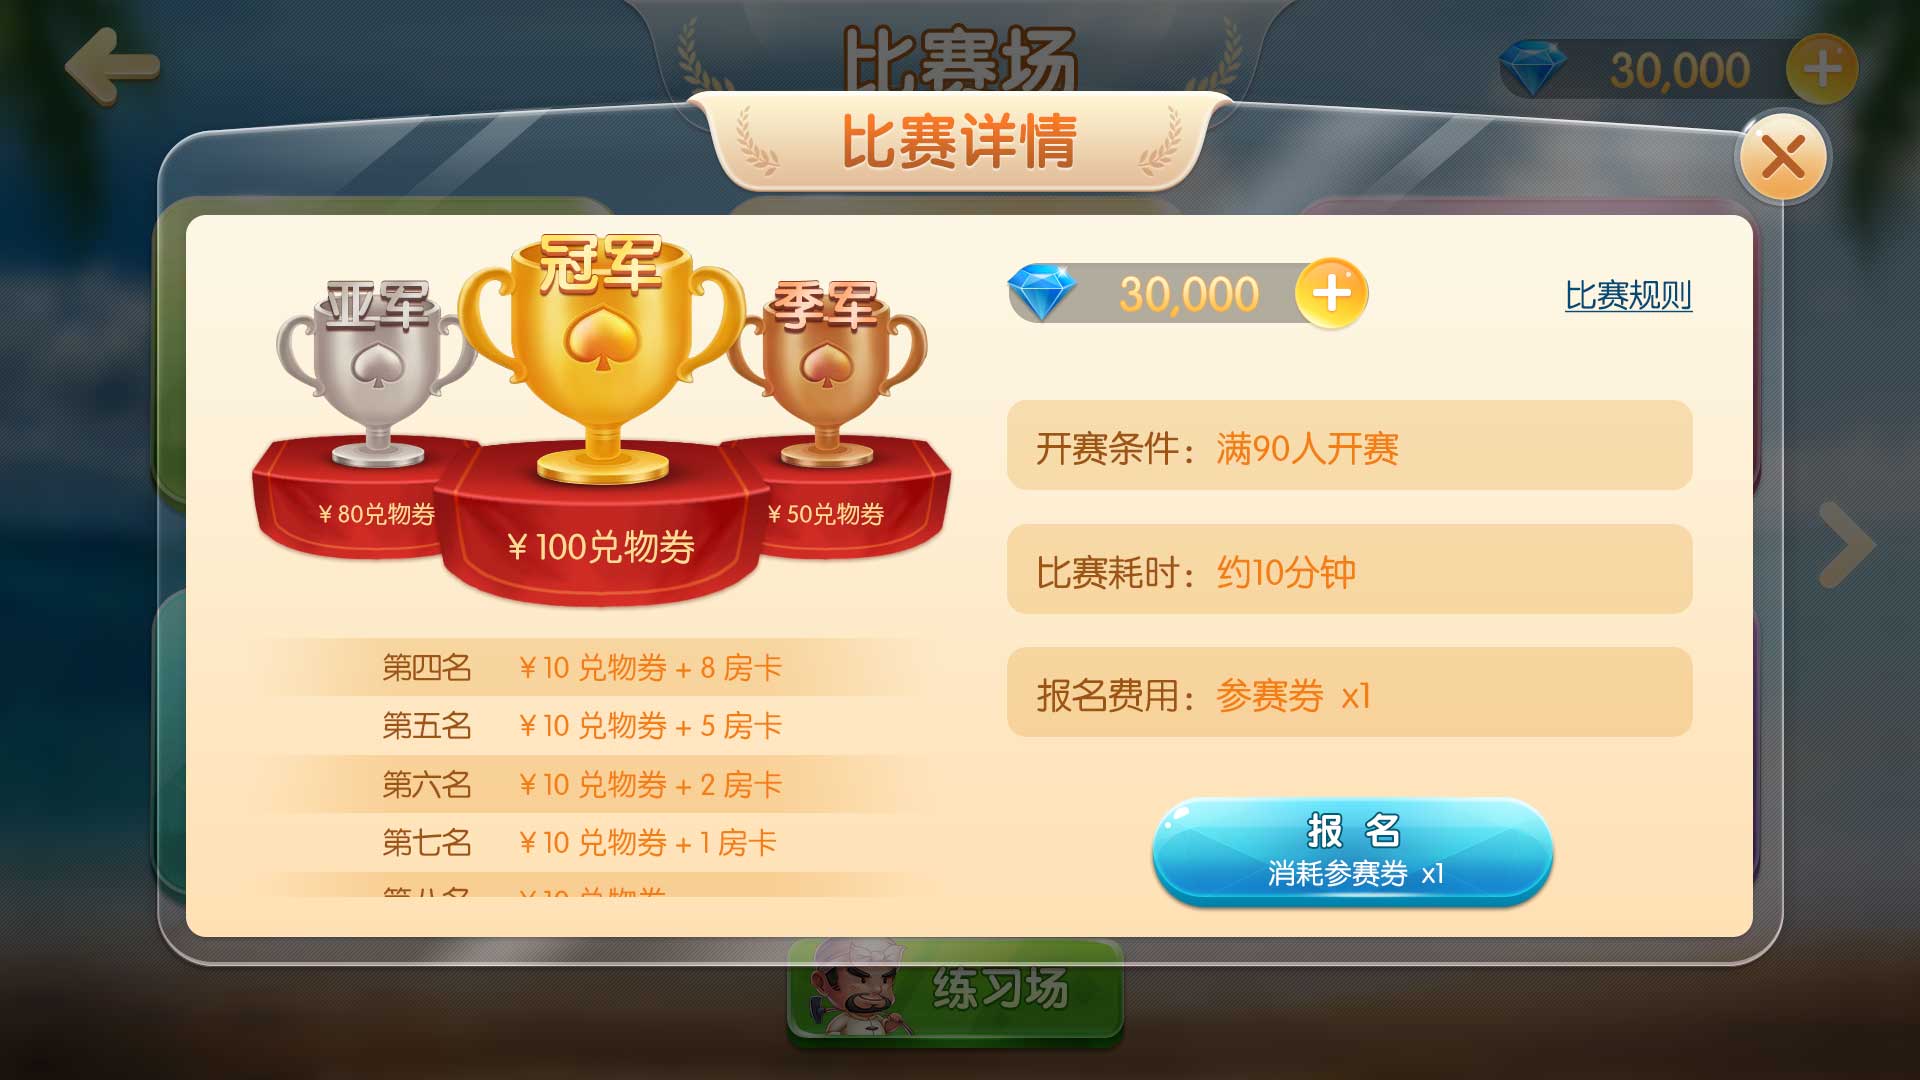 比赛场
30,000
比赛详情
亚军
冠军
季军
￥80兑物券
￥100兑物券
￥50兑物券
第四名 ￥10 兑物券 + 8 房卡
第五名 ￥10 兑物券 + 5 房卡
第六名 ￥10 兑物券 + 2 房卡
第七名 ￥10 兑物券 + 1 房卡
30,000
比赛规则
开赛条件：满90人开赛
比赛耗时：约10分钟
报名费用：参赛券 x1
报 名
消耗参赛券 x1
练习场